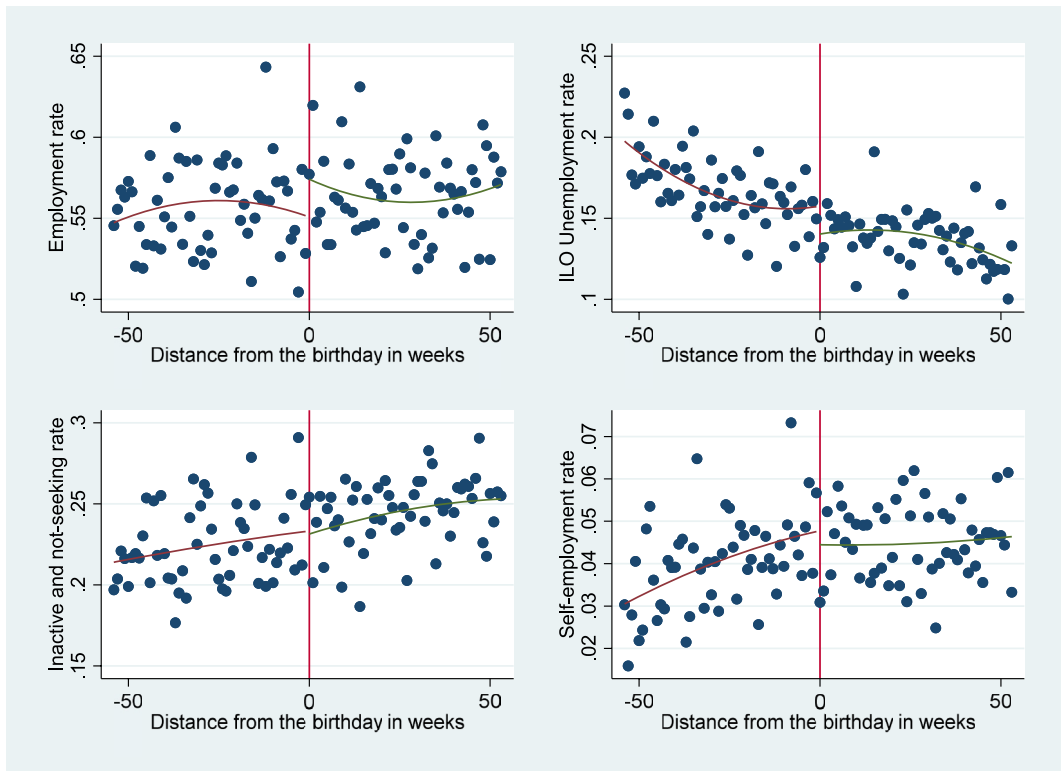 Employment rate
.65
.6
.55
.5
-50 0 50
Distance from the birthday in weeks
ILO Unemployment rate
.25
.2
.15
.1
-50 0 50
Distance from the birthday in weeks
Inactive and not-seeking rate
.3
.25
.2
.15
-50 0 50
Distance from the birthday in weeks
Self-employment rate
.07
.06
.05
.04
.03
.02
-50 0 50
Distance from the birthday in weeks